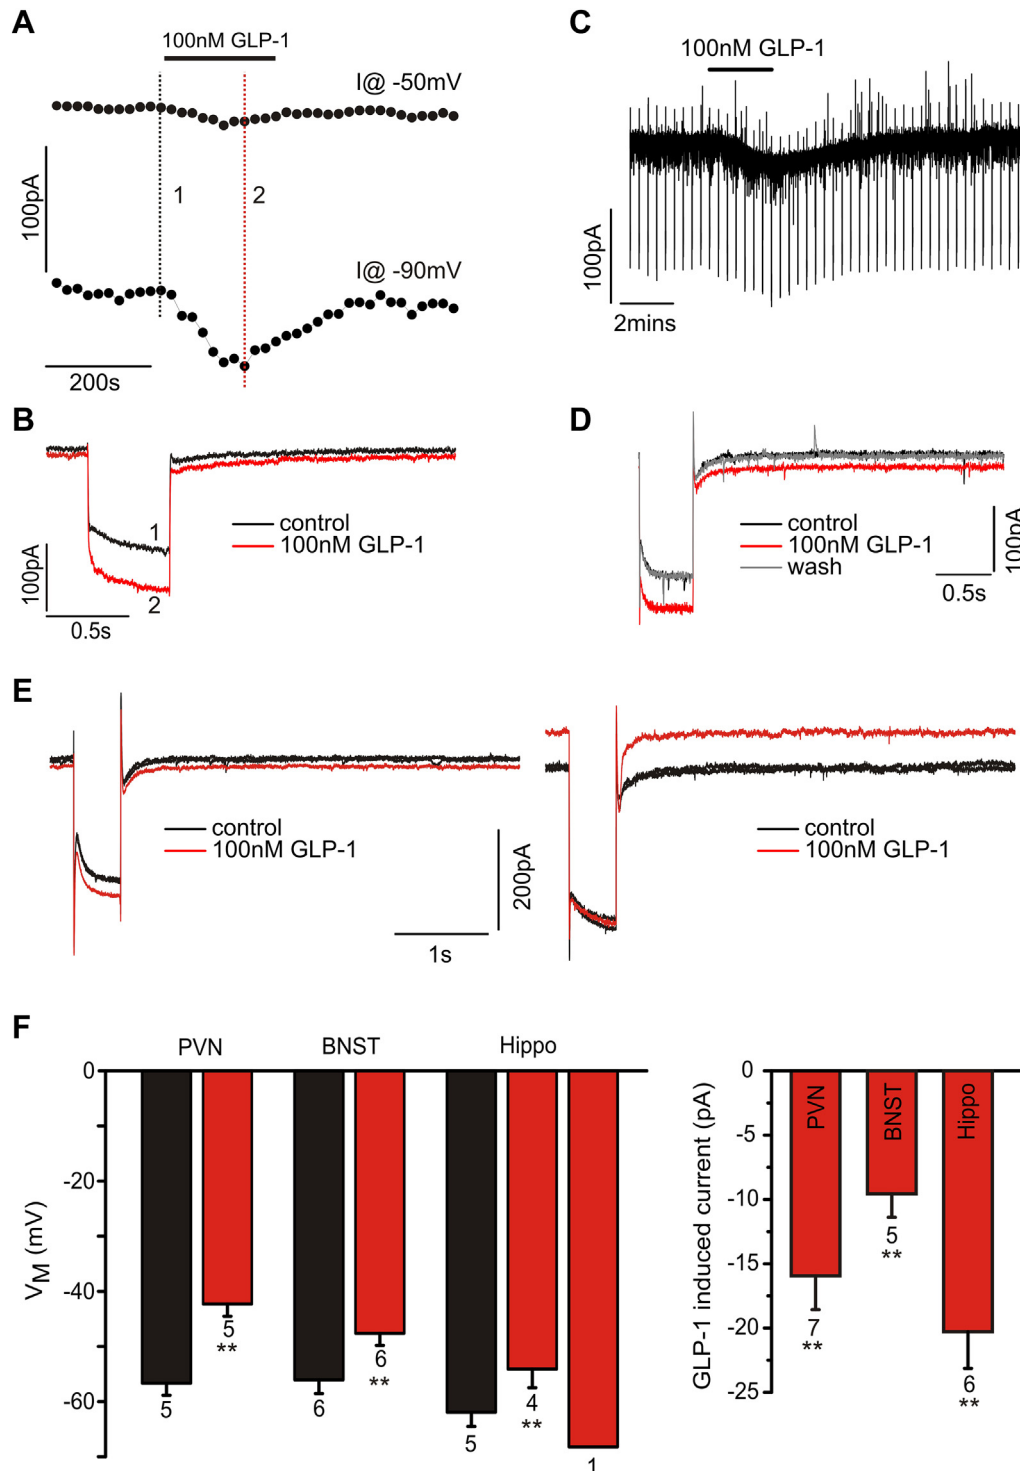 A
100nM GLP-1
I@ -50mV
100pA
1
2
I@ -90mV
200s
C
100nM GLP-1
100pA
2mins
B
1
control
100nM GLP-1
100pA
2
0.5s
D
control
100nM GLP-1
wash
100pA
0.5s
E
control
100nM GLP-1
200pA
1s
control
100nM GLP-1
F
PVN
BNST
Hippo
0
-20
-40
-60
VM (mV)
5
5
**
6
6
**
5
4
**
1
0
-5
-10
-15
-20
-25
GLP-1 induced current (pA)
PVN
BNST
Hippo
7
**
5
**
6
**